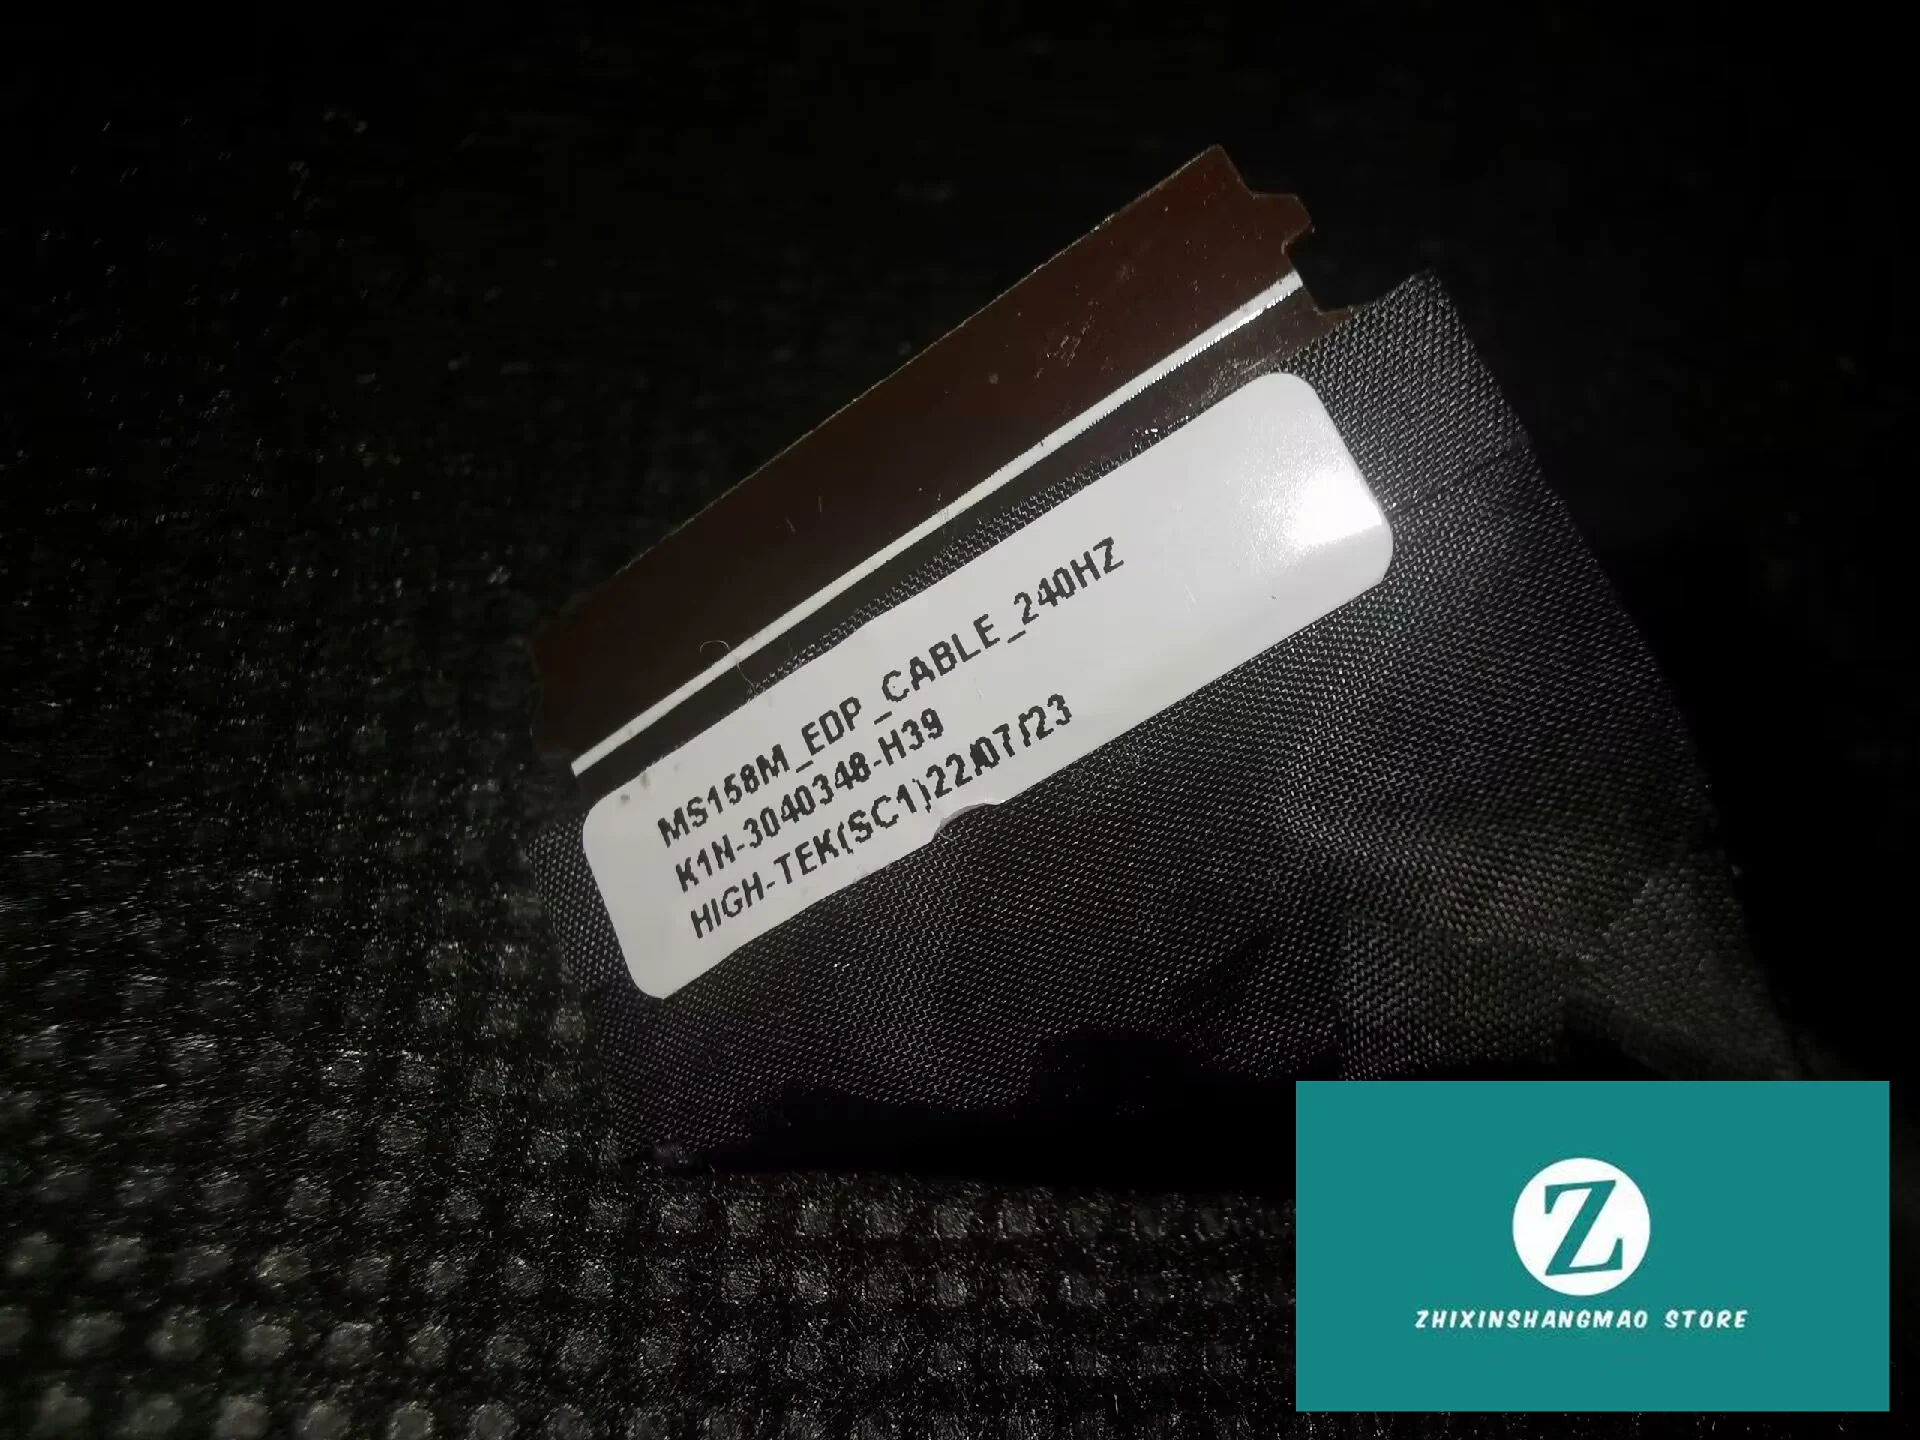 MS158M_EDP_CABLE_240HZ
K1N-3040348-H39
HIGH-TEK(SC1)22/07/23
Z
ZHIXINSHANGMAO STORE